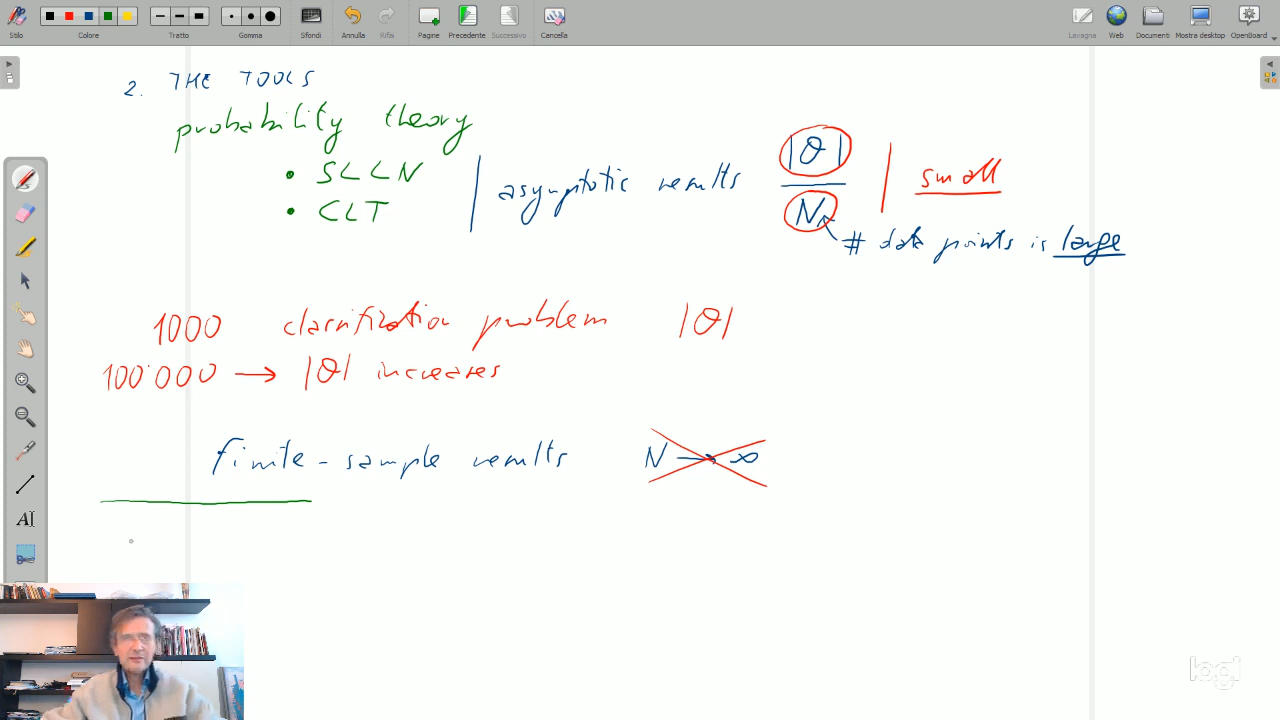 Stilo Colore Tratto Gomma Sfondi Annulla Rifai Pagine Precedente Successivo Cancella Lavagna Web Documenti Mostra desktop OpenBoard
2. THE TOOLS
probability theory
• SLLN
• CLT
asymptotic results |θ| / N small
# data points is large
1000 classification problem |θ|
100'000 → |θ| increases
finite-sample results N → ∞
logi